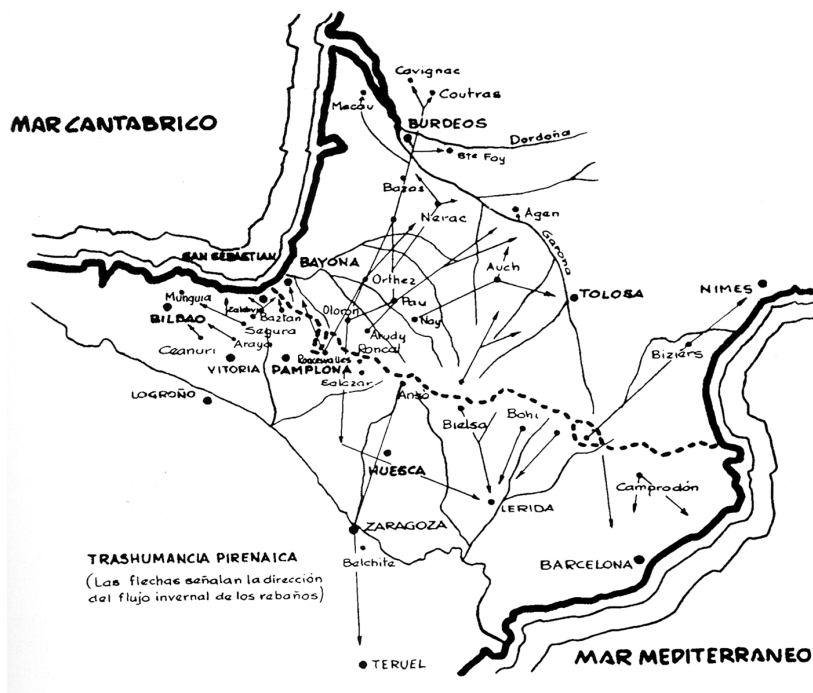 Cavignac
Coutras
Macau
MAR CANTABRICO
BURDEOS
Dordoña
Ste Foy
Bazas
Nerac
Agen
Garona
SAN SEBASTIAN
BAYONA
Orthez
Auch
NIMES
Munguia
Zaldivia
Baztan
Oloron
Pau
TOLOSA
BILBAO
Segura
Nay
Ceanuri
Araya
Arudy
Roncal
Biziers
VITORIA
PAMPLONA
Roncesvalles
Salazar
Ansó
LOGROÑO
Bielsa
Bohi
HUESCA
Camprodón
LERIDA
ZARAGOZA
Belchite
BARCELONA
TRASHUMANCIA PIRENAICA
(Las flechas señalan la dirección
del flujo invernal de los rebaños)
TERUEL
MAR MEDITERRANEO